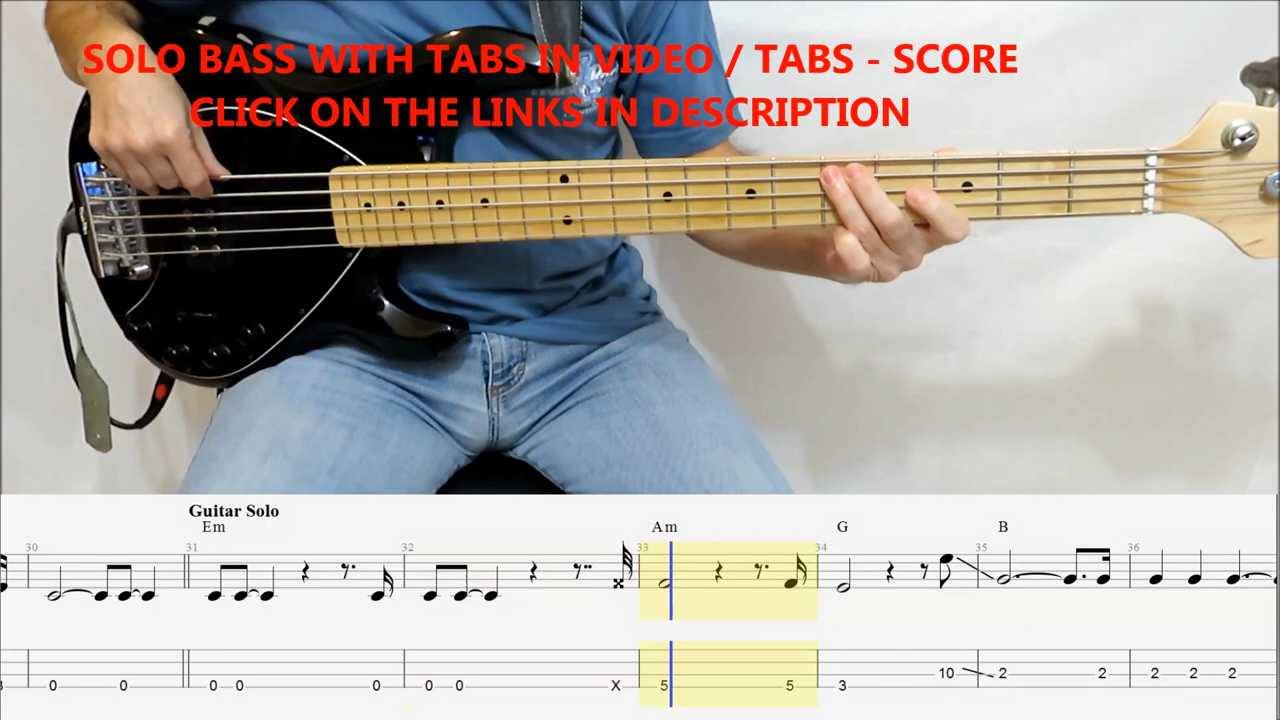 SOLO BASS WITH TABS IN VIDEO / TABS - SCORE
CLICK ON THE LINKS IN DESCRIPTION
Guitar Solo
Em Am G B
30 31 32 33 34 35 36
10 2 2 2 2 2
0 0 0 0 0 0 0 X 5 5 3